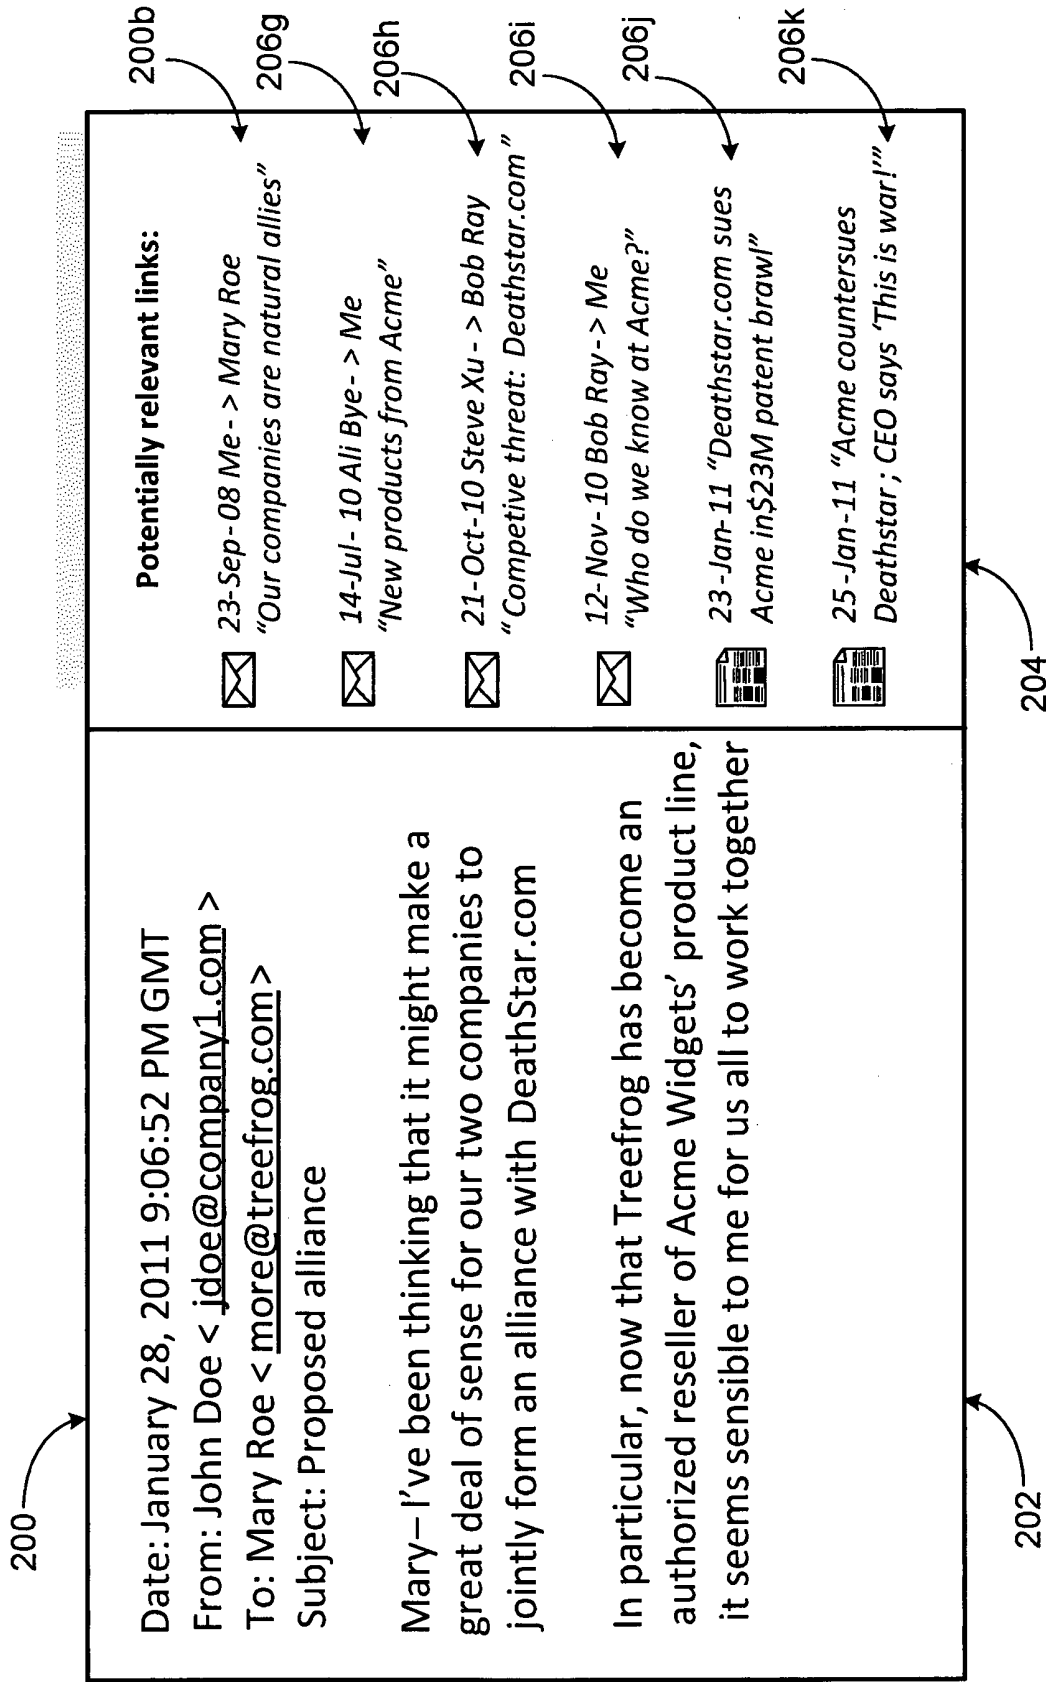 200
Date: January 28, 2011 9:06:52 PM GMT
From: John Doe < jdoe@company1.com >
To: Mary Roe < more@treefrog.com>
Subject: Proposed alliance
Mary— I've been thinking that it might make a
great deal of sense for our two companies to
jointly form an alliance with DeathStar.com
In particular, now that Treefrog has become an
authorized reseller of Acme Widgets' product line,
it seems sensible to me for us all to work together
202
Potentially relevant links:
23-Sep-08 Me-> Mary Roe
"Our companies are natural allies"
200b
14-Jul-10 Ali Bye-> Me
"New products from Acme"
206g
21-Oct-10 Steve Xu-> Bob Ray
"Competive threat: Deathstar.com"
206h
12-Nov-10 Bob Ray-> Me
"Who do we know at Acme?"
206i
23-Jan-11 "Deathstar.com sues
Acme in$23M patent brawl"
206j
25-Jan-11 "Acme countersues
Deathstar; CEO says 'This is war!'"
206k
204